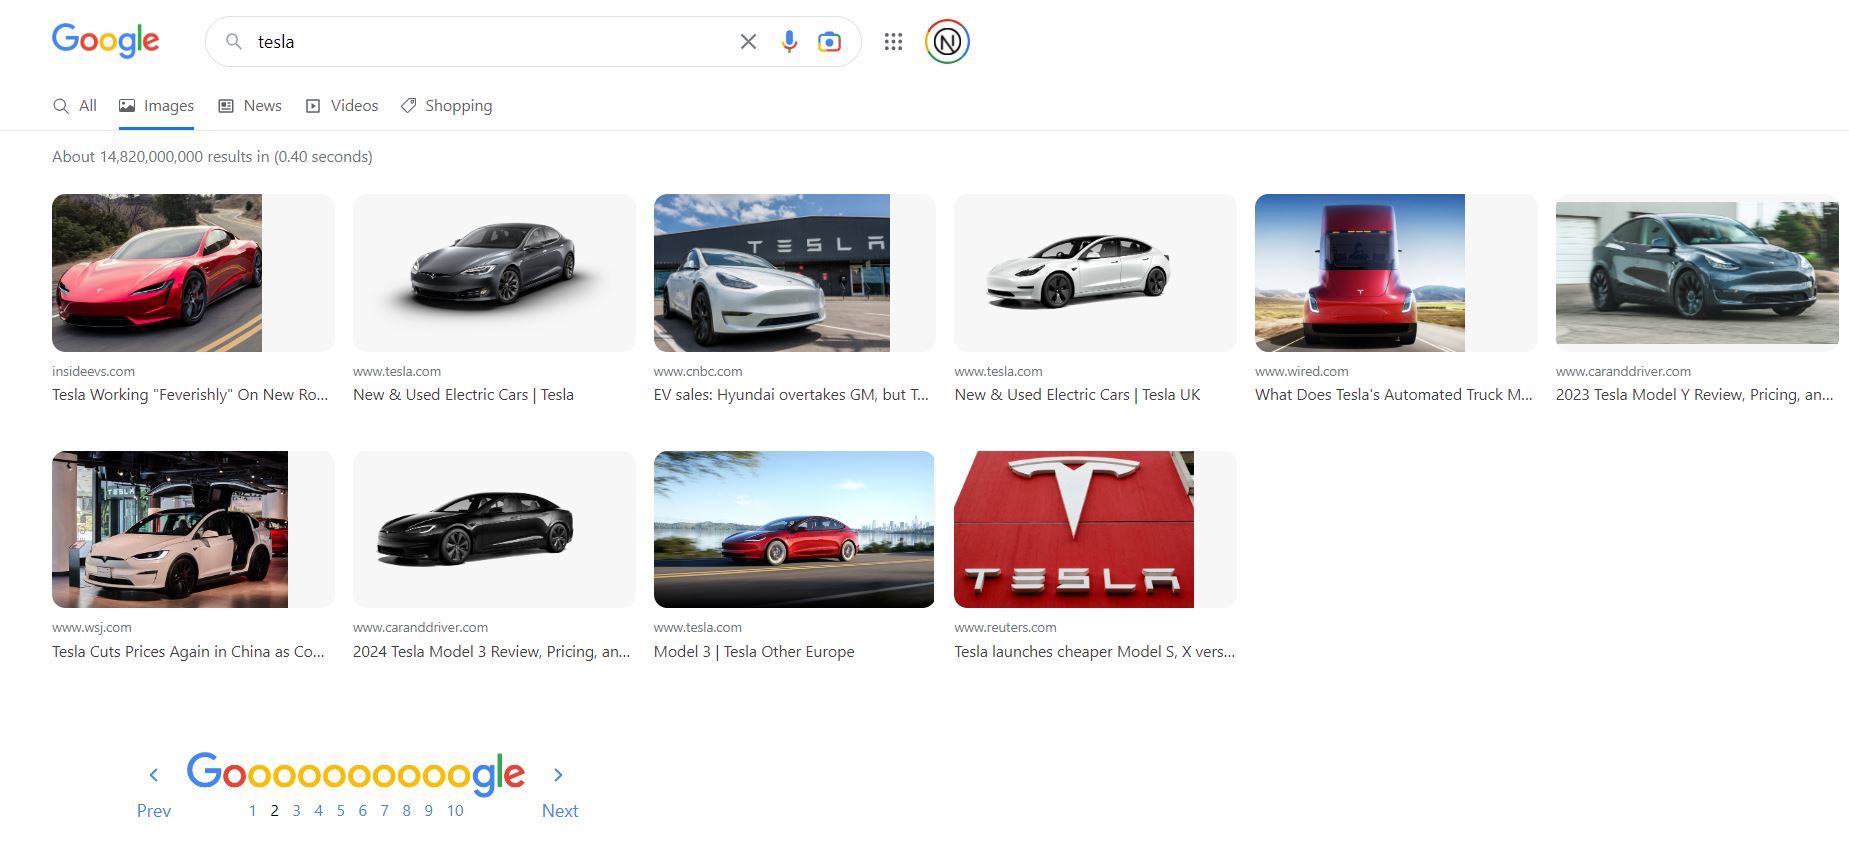 Google
tesla
N
All
Images
News
Videos
Shopping
About 14,820,000,000 results in (0.40 seconds)
TESLA
insideevs.com
Tesla Working "Feverishly" On New Ro...
www.tesla.com
New & Used Electric Cars | Tesla
www.cnbc.com
EV sales: Hyundai overtakes GM, but T...
www.tesla.com
New & Used Electric Cars | Tesla UK
www.wired.com
What Does Tesla's Automated Truck M...
www.caranddriver.com
2023 Tesla Model Y Review, Pricing, an...
TESLA
TESLA
www.wsj.com
Tesla Cuts Prices Again in China as Co...
www.caranddriver.com
2024 Tesla Model 3 Review, Pricing, an...
www.tesla.com
Model 3 | Tesla Other Europe
www.reuters.com
Tesla launches cheaper Model S, X vers...
Goooooooooogle
Prev
1 2 3 4 5 6 7 8 9 10
Next